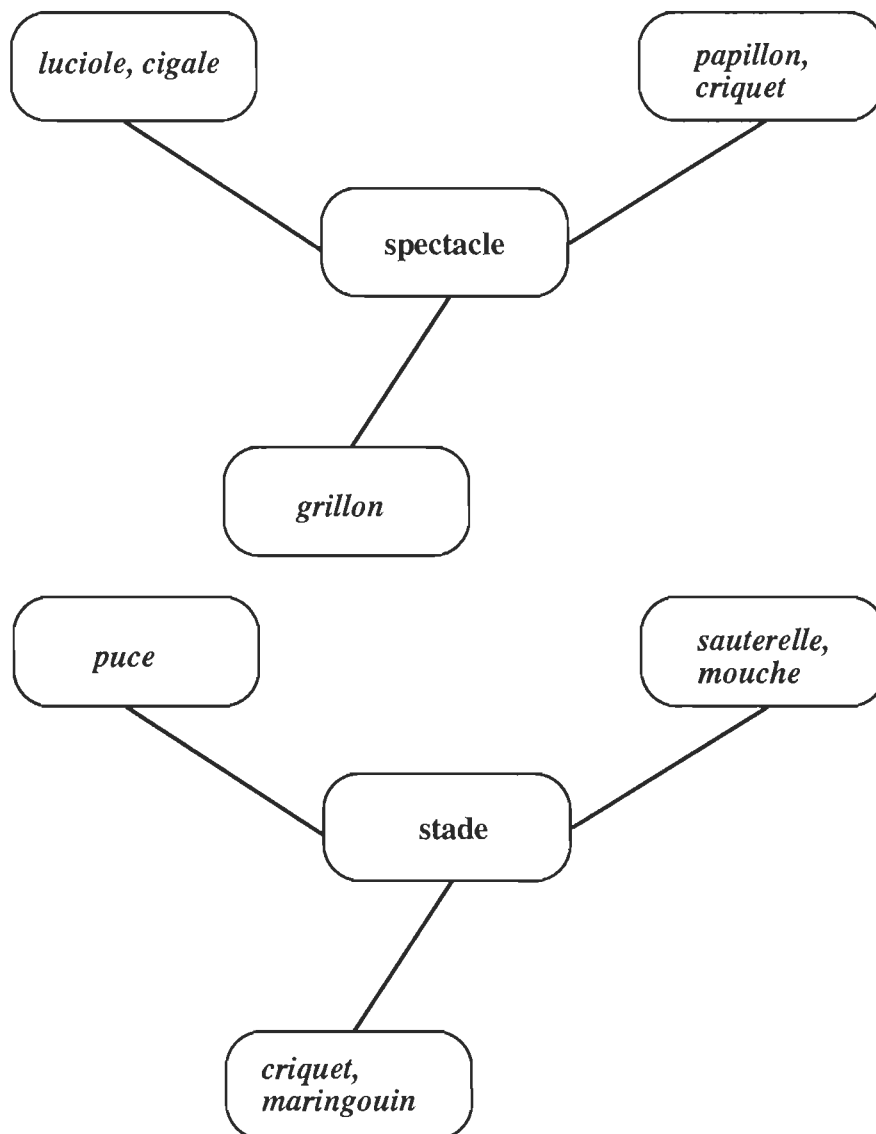 luciole, cigale
papillon,
criquet
spectacle
grillon
puce
sauterelle,
mouche
stade
criquet,
maringouin